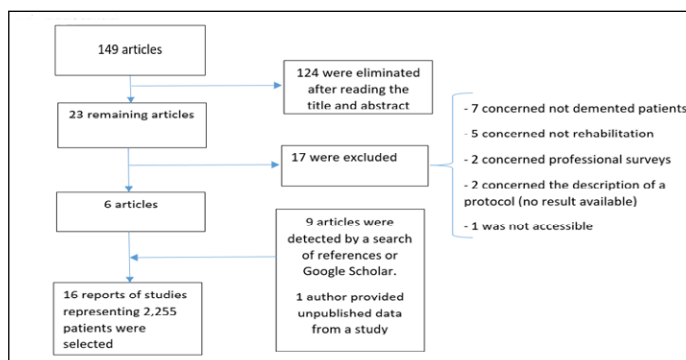 149 articles
124 were eliminated
after reading the
title and abstract
23 remaining articles
17 were excluded
- 7 concerned not demented patients
- 5 concerned not rehabilitation
- 2 concerned professional surveys
- 2 concerned the description of a
protocol (no result available)
- 1 was not accessible
6 articles
9 articles were
detected by a search
of references or
Google Scholar.
1 author provided
unpublished data
from a study
16 reports of studies
representing 2,255
patients were
selected